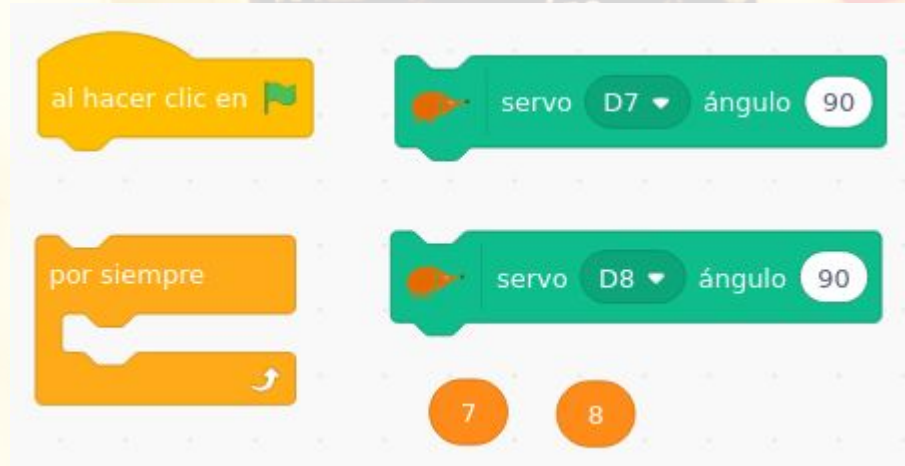 al hacer clic en
servo D7 ángulo 90
por siempre
servo D8 ángulo 90
7 8